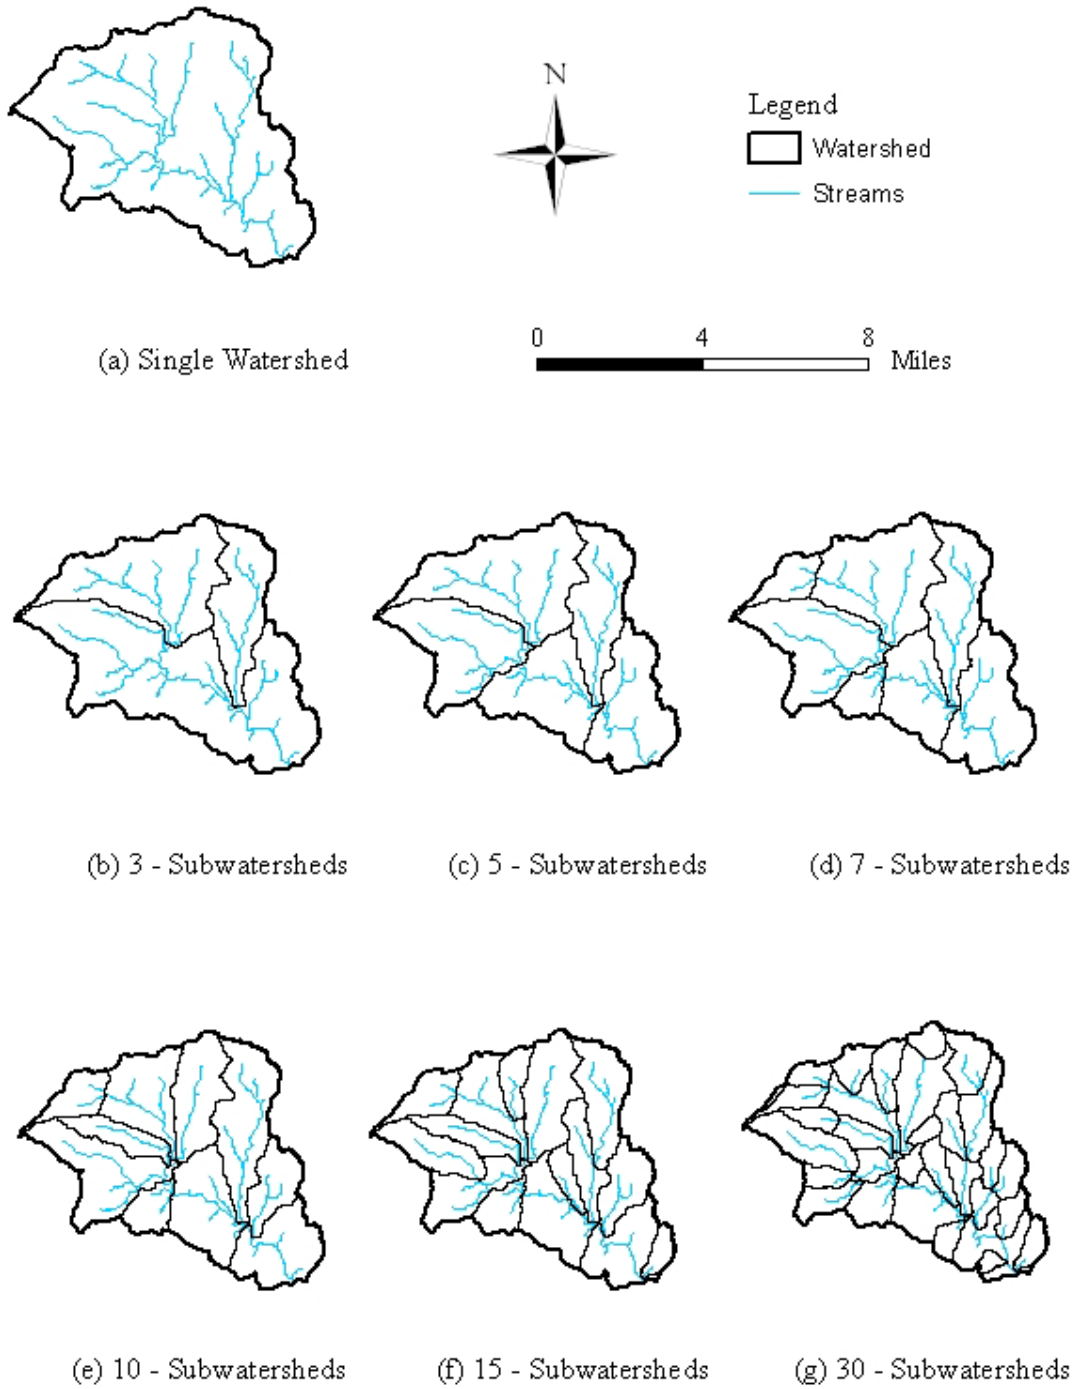 N
Legend
Watershed
Streams
0 4 8
Miles
(a) Single Watershed
(b) 3 - Subwatersheds
(c) 5 - Subwatersheds
(d) 7 - Subwatersheds
(e) 10 - Subwatersheds
(f) 15 - Subwatersheds
(g) 30 - Subwatersheds